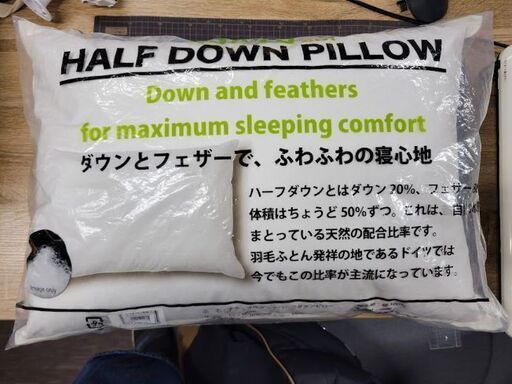 HALF DOWN PILLOW
Down and feathers
for maximum sleeping comfort
ダウンとフェザーで、ふわふわの寝心地
ハーフダウンとはダウン20%、フェザー
体積はちょうど50%ずつ。これは、
まとっている天然の配合比率です。
羽毛ふとん発祥の地であるドイツでは
今でもこの比率が主流になっています。
Image only